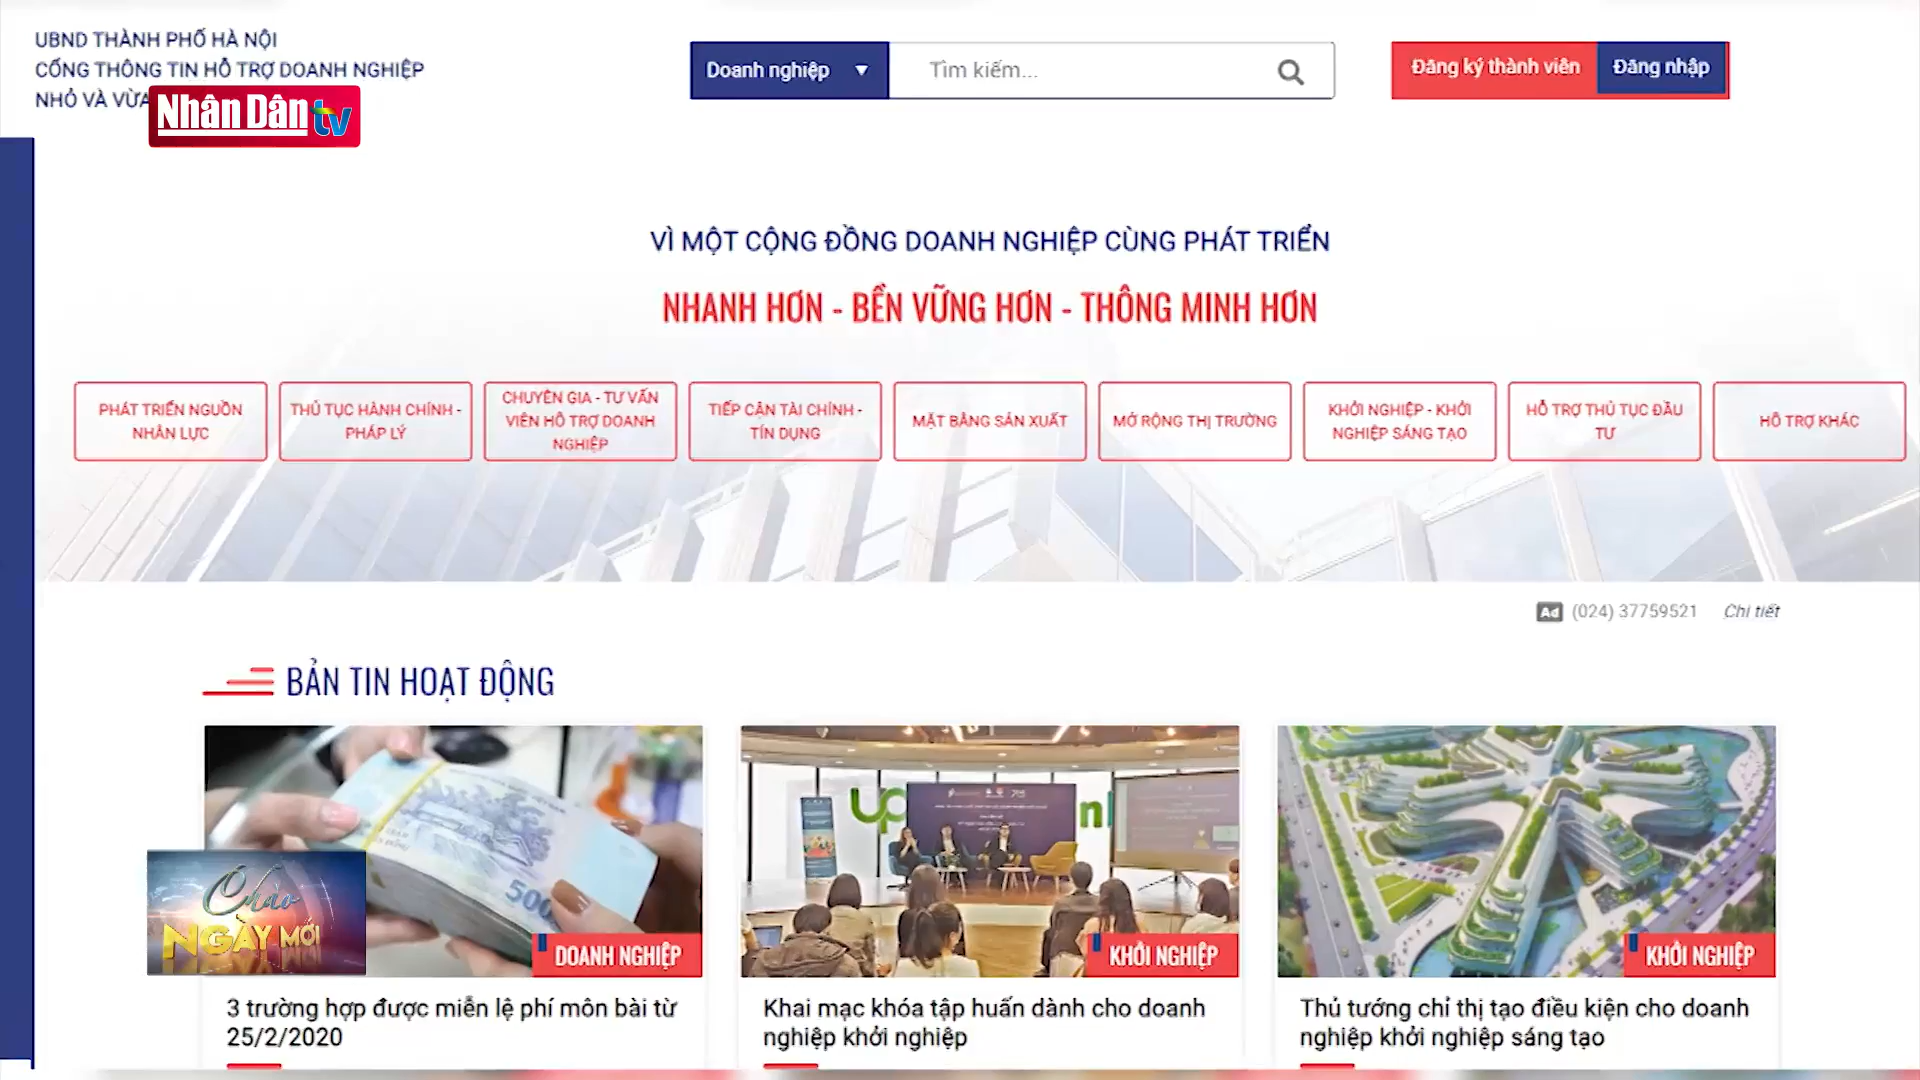 UBND THÀNH PHỐ HÀ NỘI
CỔNG THÔNG TIN HỖ TRỢ DOANH NGHIỆP
NHỎ VÀ VỪA
Nhân Dân tv
Doanh nghiệp
Tìm kiếm...
Đăng ký thành viên
Đăng nhập
VÌ MỘT CỘNG ĐỒNG DOANH NGHIỆP CÙNG PHÁT TRIỂN
NHANH HƠN - BỀN VỮNG HƠN - THÔNG MINH HƠN
PHÁT TRIỂN NGUỒN
NHÂN LỰC
THỦ TỤC HÀNH CHÍNH -
PHÁP LÝ
CHUYÊN GIA - TƯ VẤN
VIÊN HỖ TRỢ DOANH
NGHIỆP
TIẾP CẬN TÀI CHÍNH -
TÍN DỤNG
MẶT BẰNG SẢN XUẤT
MỞ RỘNG THỊ TRƯỜNG
KHỞI NGHIỆP - KHỞI
NGHIỆP SÁNG TẠO
HỖ TRỢ THỦ TỤC ĐẦU
TƯ
HỖ TRỢ KHÁC
Ad (024) 37759521 Chi tiết
BẢN TIN HOẠT ĐỘNG
500
Chào
NGÀY MỚI
DOANH NGHIỆP
KHỞI NGHIỆP
KHỞI NGHIỆP
3 trường hợp được miễn lệ phí môn bài từ
25/2/2020
Khai mạc khóa tập huấn dành cho doanh
nghiệp khởi nghiệp
Thủ tướng chỉ thị tạo điều kiện cho doanh
nghiệp khởi nghiệp sáng tạo